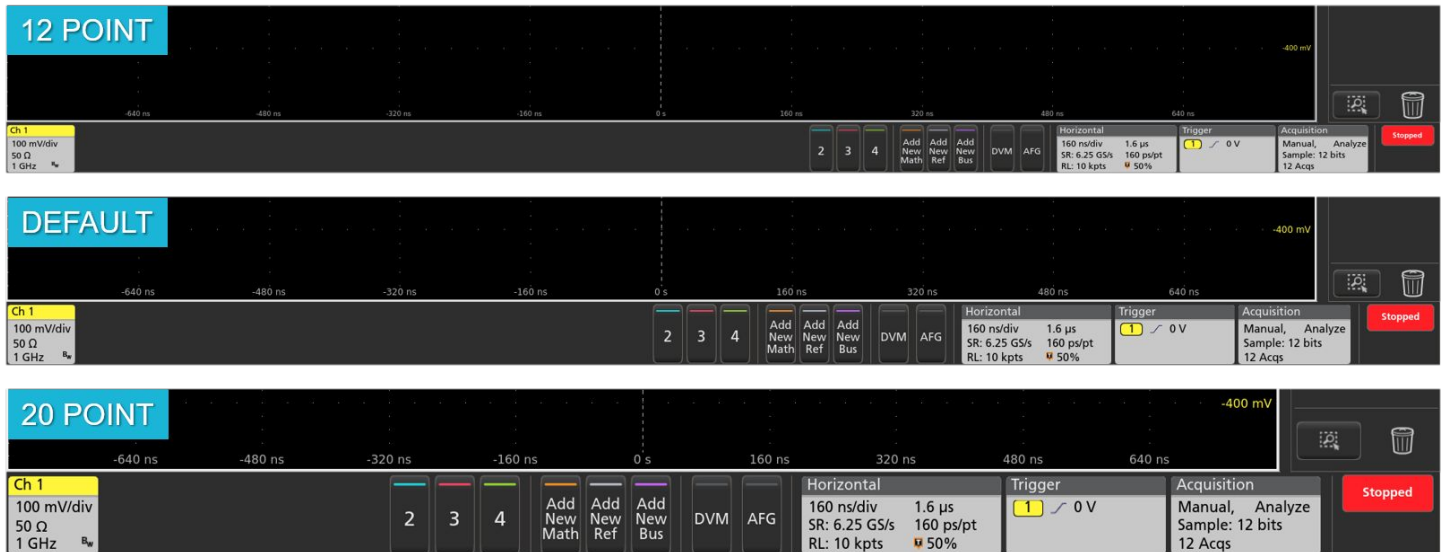 12 POINT
-400 mV
-640 ns -480 ns -320 ns -160 ns 0 s 160 ns 320 ns 480 ns 640 ns
Ch 1
100 mV/div
50 Ω
1 GHz Bw
2 3 4
Add New Math
Add New Ref
Add New Bus
DVM AFG
Horizontal
160 ns/div 1.6 µs
SR: 6.25 GS/s 160 ps/pt
RL: 10 kpts 50%
Trigger
1 0 V
Acquisition
Manual, Analyze
Sample: 12 bits
12 Acqs
Stopped
DEFAULT
-400 mV
-640 ns -480 ns -320 ns -160 ns 0 s 160 ns 320 ns 480 ns 640 ns
Ch 1
100 mV/div
50 Ω
1 GHz Bw
2 3 4
Add New Math
Add New Ref
Add New Bus
DVM AFG
Horizontal
160 ns/div 1.6 µs
SR: 6.25 GS/s 160 ps/pt
RL: 10 kpts 50%
Trigger
1 0 V
Acquisition
Manual, Analyze
Sample: 12 bits
12 Acqs
Stopped
20 POINT
-400 mV
-640 ns -480 ns -320 ns -160 ns 0 s 160 ns 320 ns 480 ns 640 ns
Ch 1
100 mV/div
50 Ω
1 GHz Bw
2 3 4
Add New Math
Add New Ref
Add New Bus
DVM AFG
Horizontal
160 ns/div 1.6 µs
SR: 6.25 GS/s 160 ps/pt
RL: 10 kpts 50%
Trigger
1 0 V
Acquisition
Manual, Analyze
Sample: 12 bits
12 Acqs
Stopped